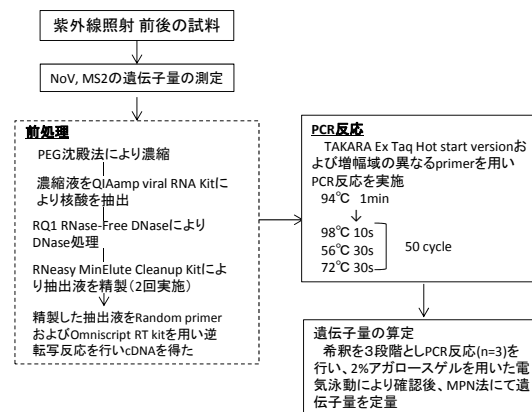 紫外線照射 前後の試料
NoV, MS2の遺伝子量の測定
前処理
PEG沈殿法により濃縮
濃縮液をQIAamp viral RNA Kitに
より核酸を抽出
RQ1 RNase-Free DNaseにより
DNase処理
RNeasy MinElute Cleanup Kitによ
り抽出液を精製(2回実施)
精製した抽出液をRandom primer
およびOmniscript RT kitを用い逆
転写反応を行いcDNAを得た
PCR反応
TAKARA Ex Taq Hot start versionお
よび増幅域の異なるprimerを用い
PCR反応を実施
94℃ 1min
98℃ 10s
56℃ 30s
72℃ 30s
50 cycle
遺伝子量の算定
希釈を3段階としPCR反応(n=3)を
行い、2%アガロースゲルを用いた電
気泳動により確認後、MPN法にて遺
伝子量を定量